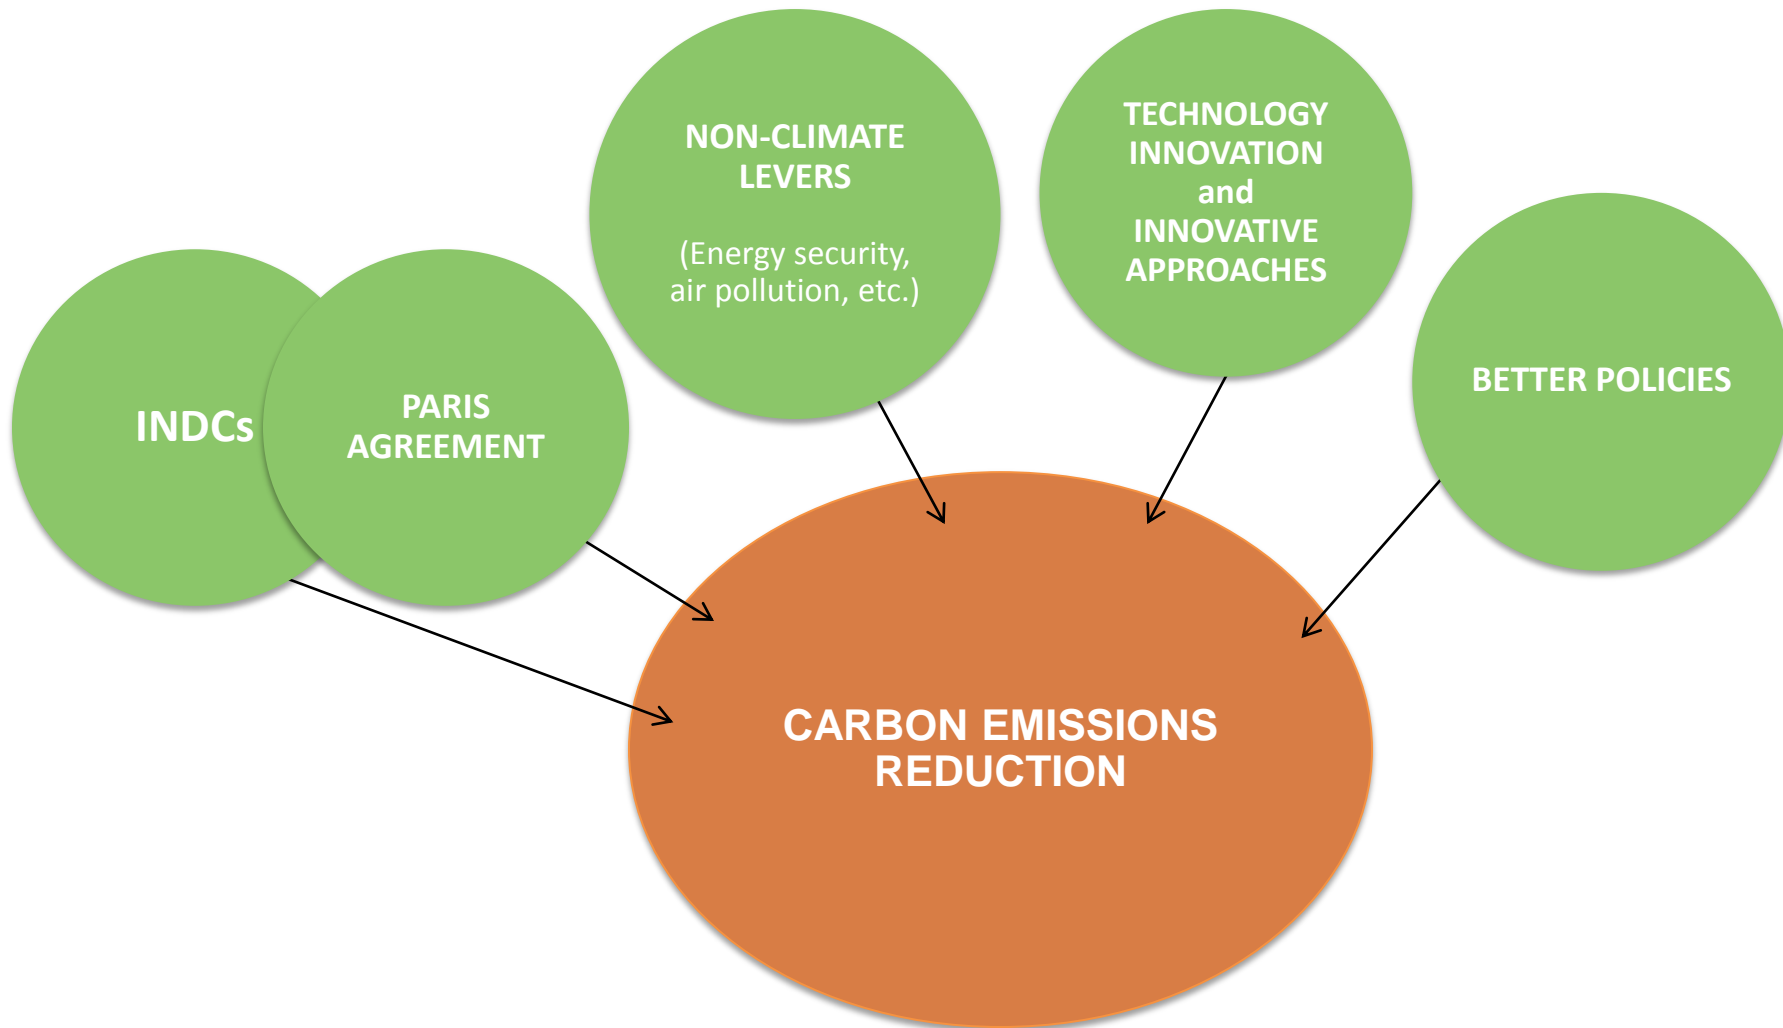 INDCs
PARIS
AGREEMENT
NON-CLIMATE
LEVERS
(Energy security,
air pollution, etc.)
TECHNOLOGY
INNOVATION
and
INNOVATIVE
APPROACHES
BETTER POLICIES
CARBON EMISSIONS
REDUCTION